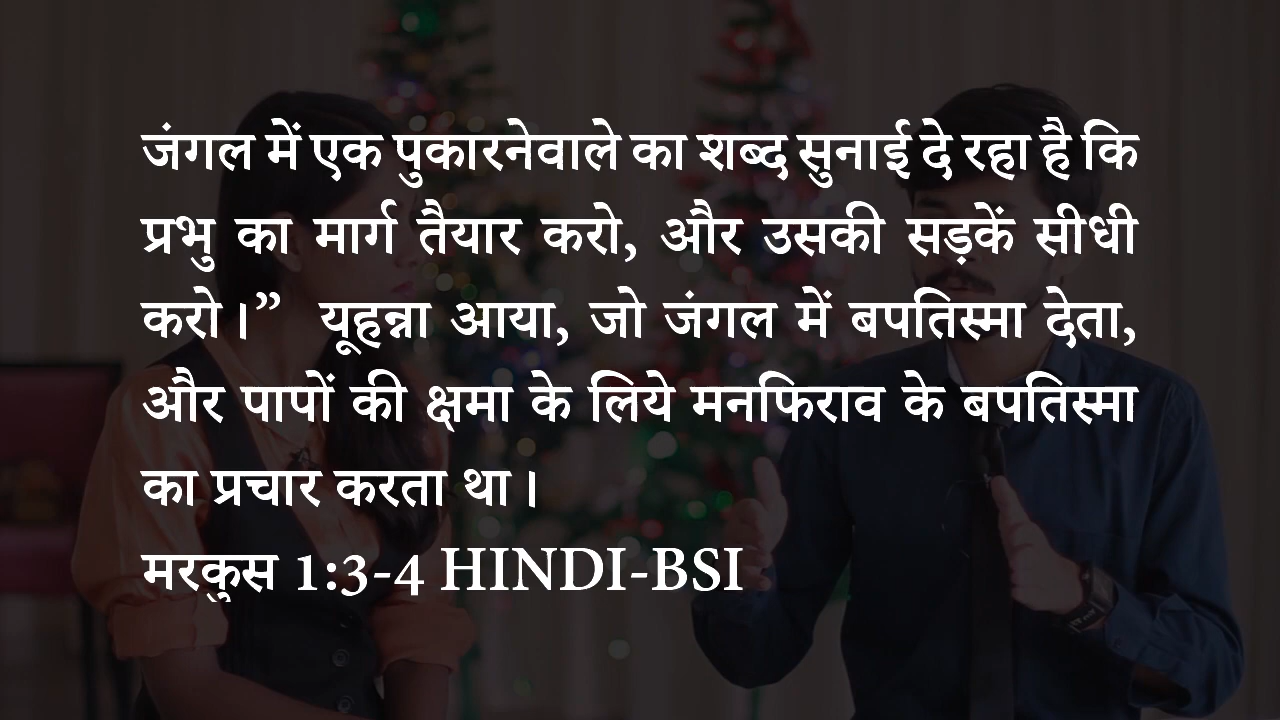 जंगल में एक पुकारनेवाले का शब्द सुनाई दे रहा है कि
प्रभु का मार्ग तैयार करो, और उसकी सड़कें सीधी
करो।” यूहन्ना आया, जो जंगल में बपतिस्मा देता,
और पापों की क्षमा के लिये मनफिराव के बपतिस्मा
का प्रचार करता था।
मरकुस 1:3-4 HINDI-BSI